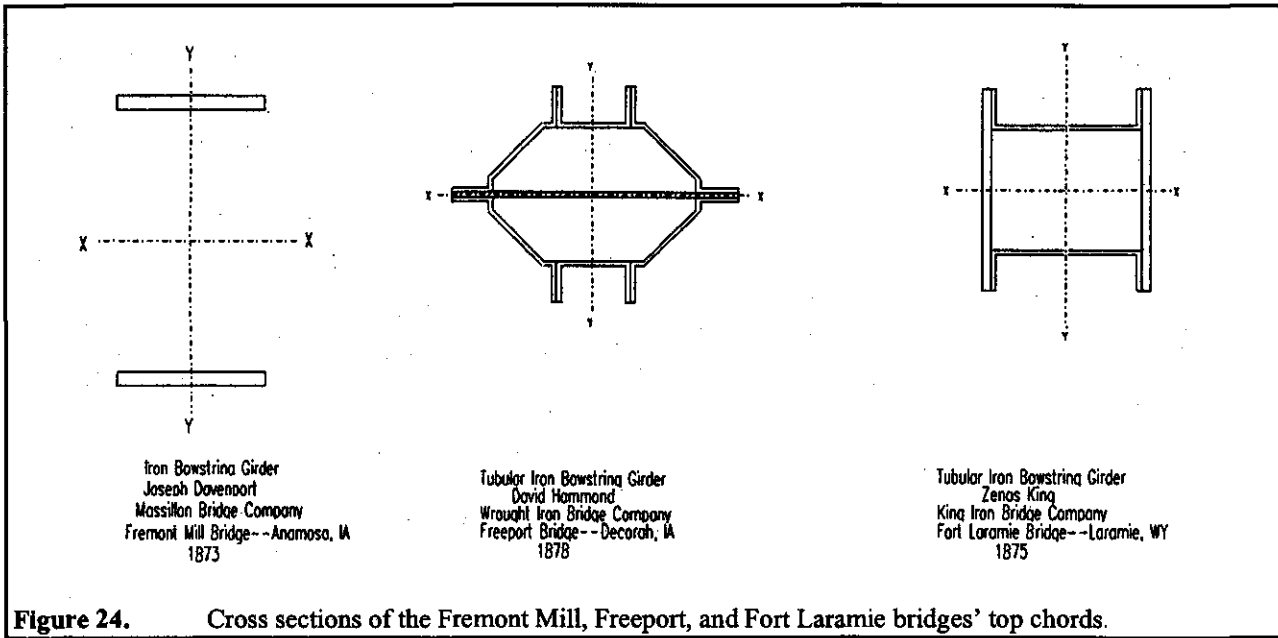 Y
X
X
Y
Iron Bowstring Girder
Joseph Davenport
Massillon Bridge Company
Fremont Mill Bridge--Anamosa, IA
1873
Y
X
X
Y
Tubular Iron Bowstring Girder
David Hammond
Wrought Iron Bridge Company
Freeport Bridge--Decorah, IA
1878
Y
X
X
Y
Tubular Iron Bowstring Girder
Zenas King
King Iron Bridge Company
Fort Laramie Bridge--Laramie, WY
1875
Figure 24. Cross sections of the Fremont Mill, Freeport, and Fort Laramie bridges' top chords.